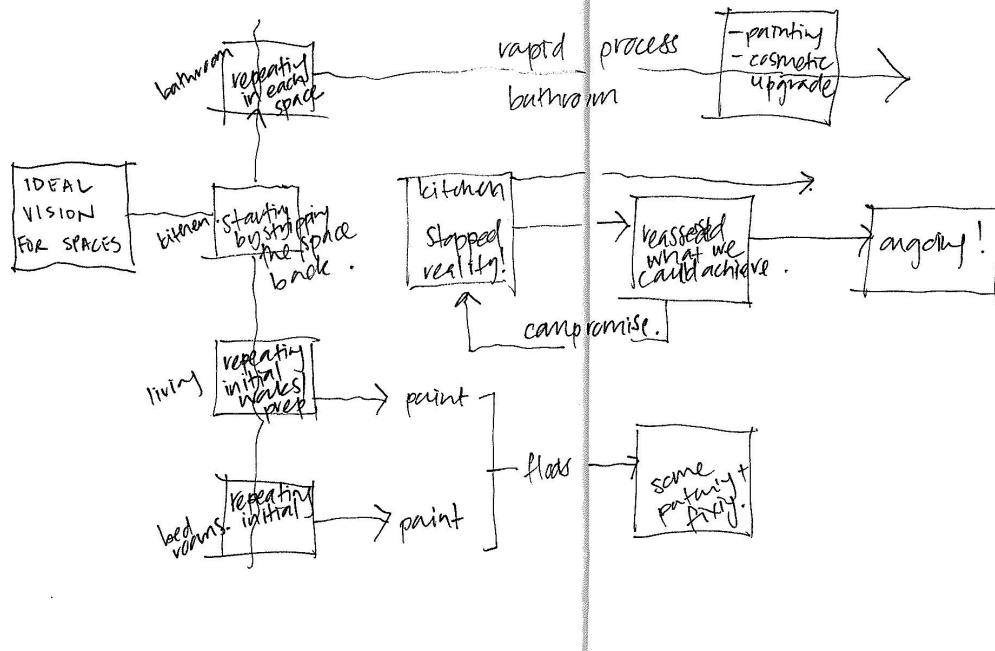 bathroom
repeating
in each
space
rapid process
bathroom
- painting
- cosmetic
upgrade
IDEAL
VISION
FOR SPACES
kitchen.
starting
by stripping
the space
back.
kitchen
stopped
reality!
reassessed
what we
could achieve.
ongoing!
compromise.
living
repeating
initial
works
prep
paint
floors
bed
rooms.
repeating
initial
paint
some
fixing.